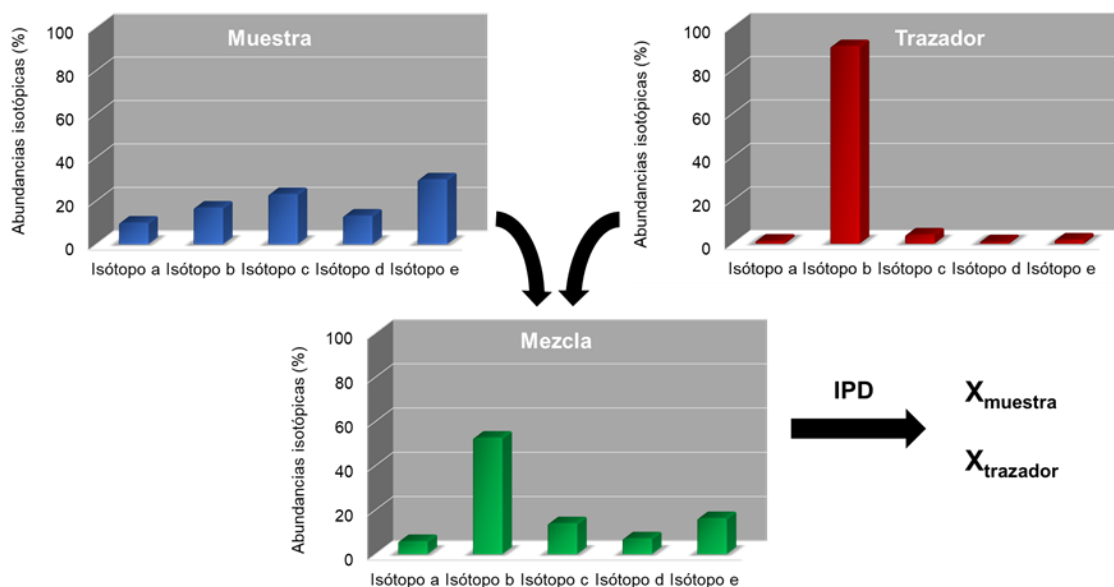 Muestra
Abundancias isotópicas (%)
100
80
60
40
20
0
Isótopo a Isótopo b Isótopo c Isótopo d Isótopo e
Trazador
Abundancias isotópicas (%)
100
80
60
40
20
0
Isótopo a Isótopo b Isótopo c Isótopo d Isótopo e
Mezcla
Abundancias isotópicas (%)
100
80
60
40
20
0
Isótopo a Isótopo b Isótopo c Isótopo d Isótopo e
IPD
Xmuestra
Xtrazador